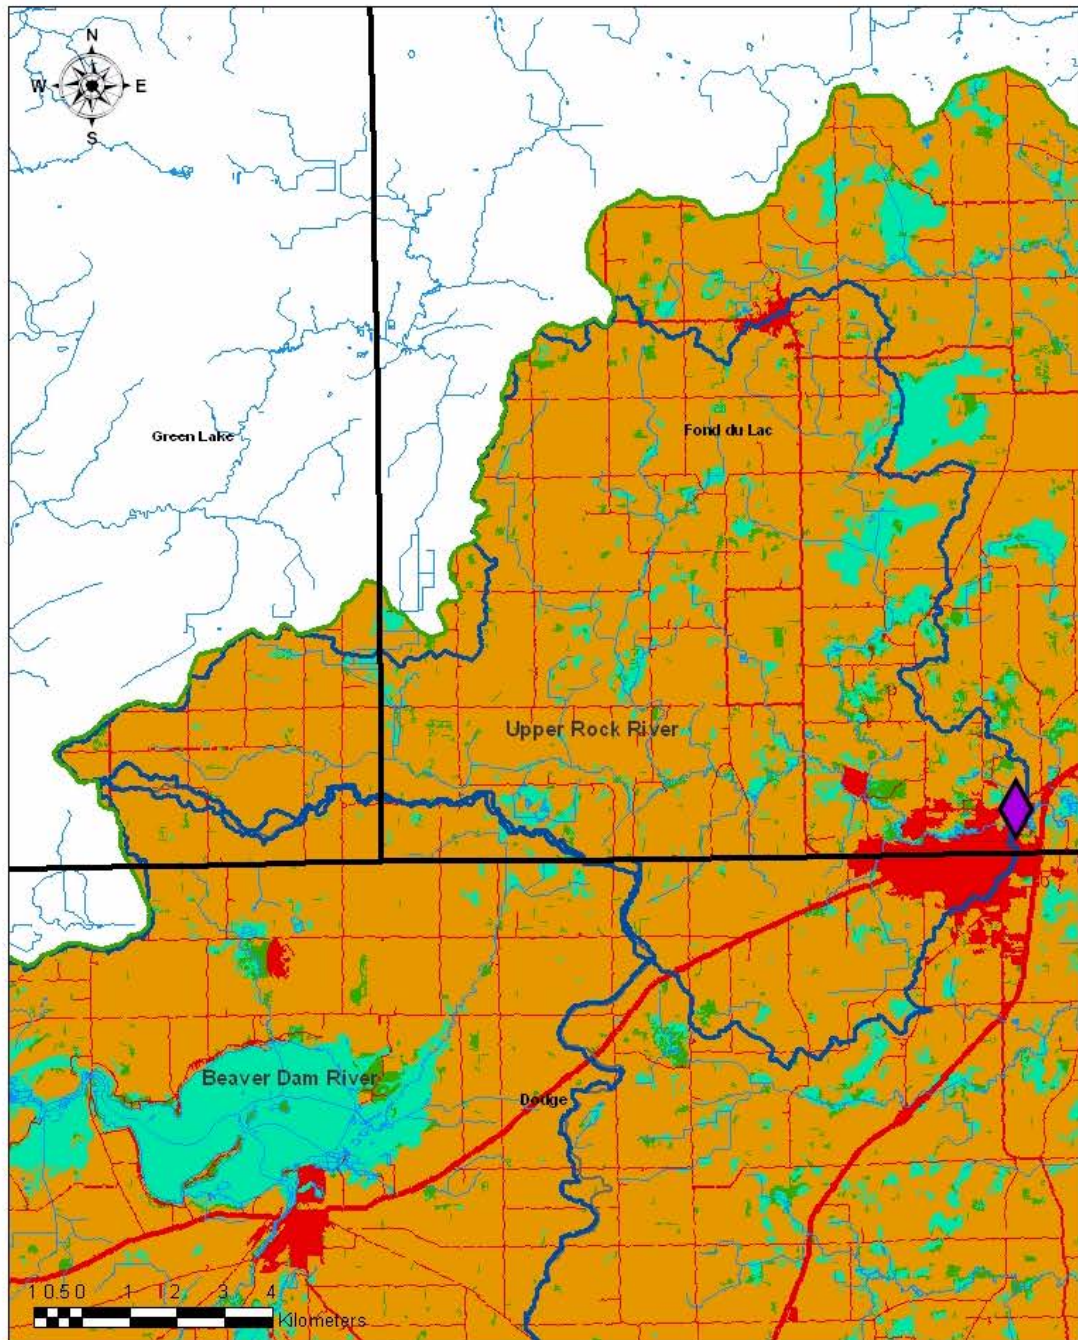 N
W E
S
Green Lake
Fond du Lac
Upper Rock River
Beaver Dam River
Dodge
1 0.5 0 1 2 3 4
Kilometers